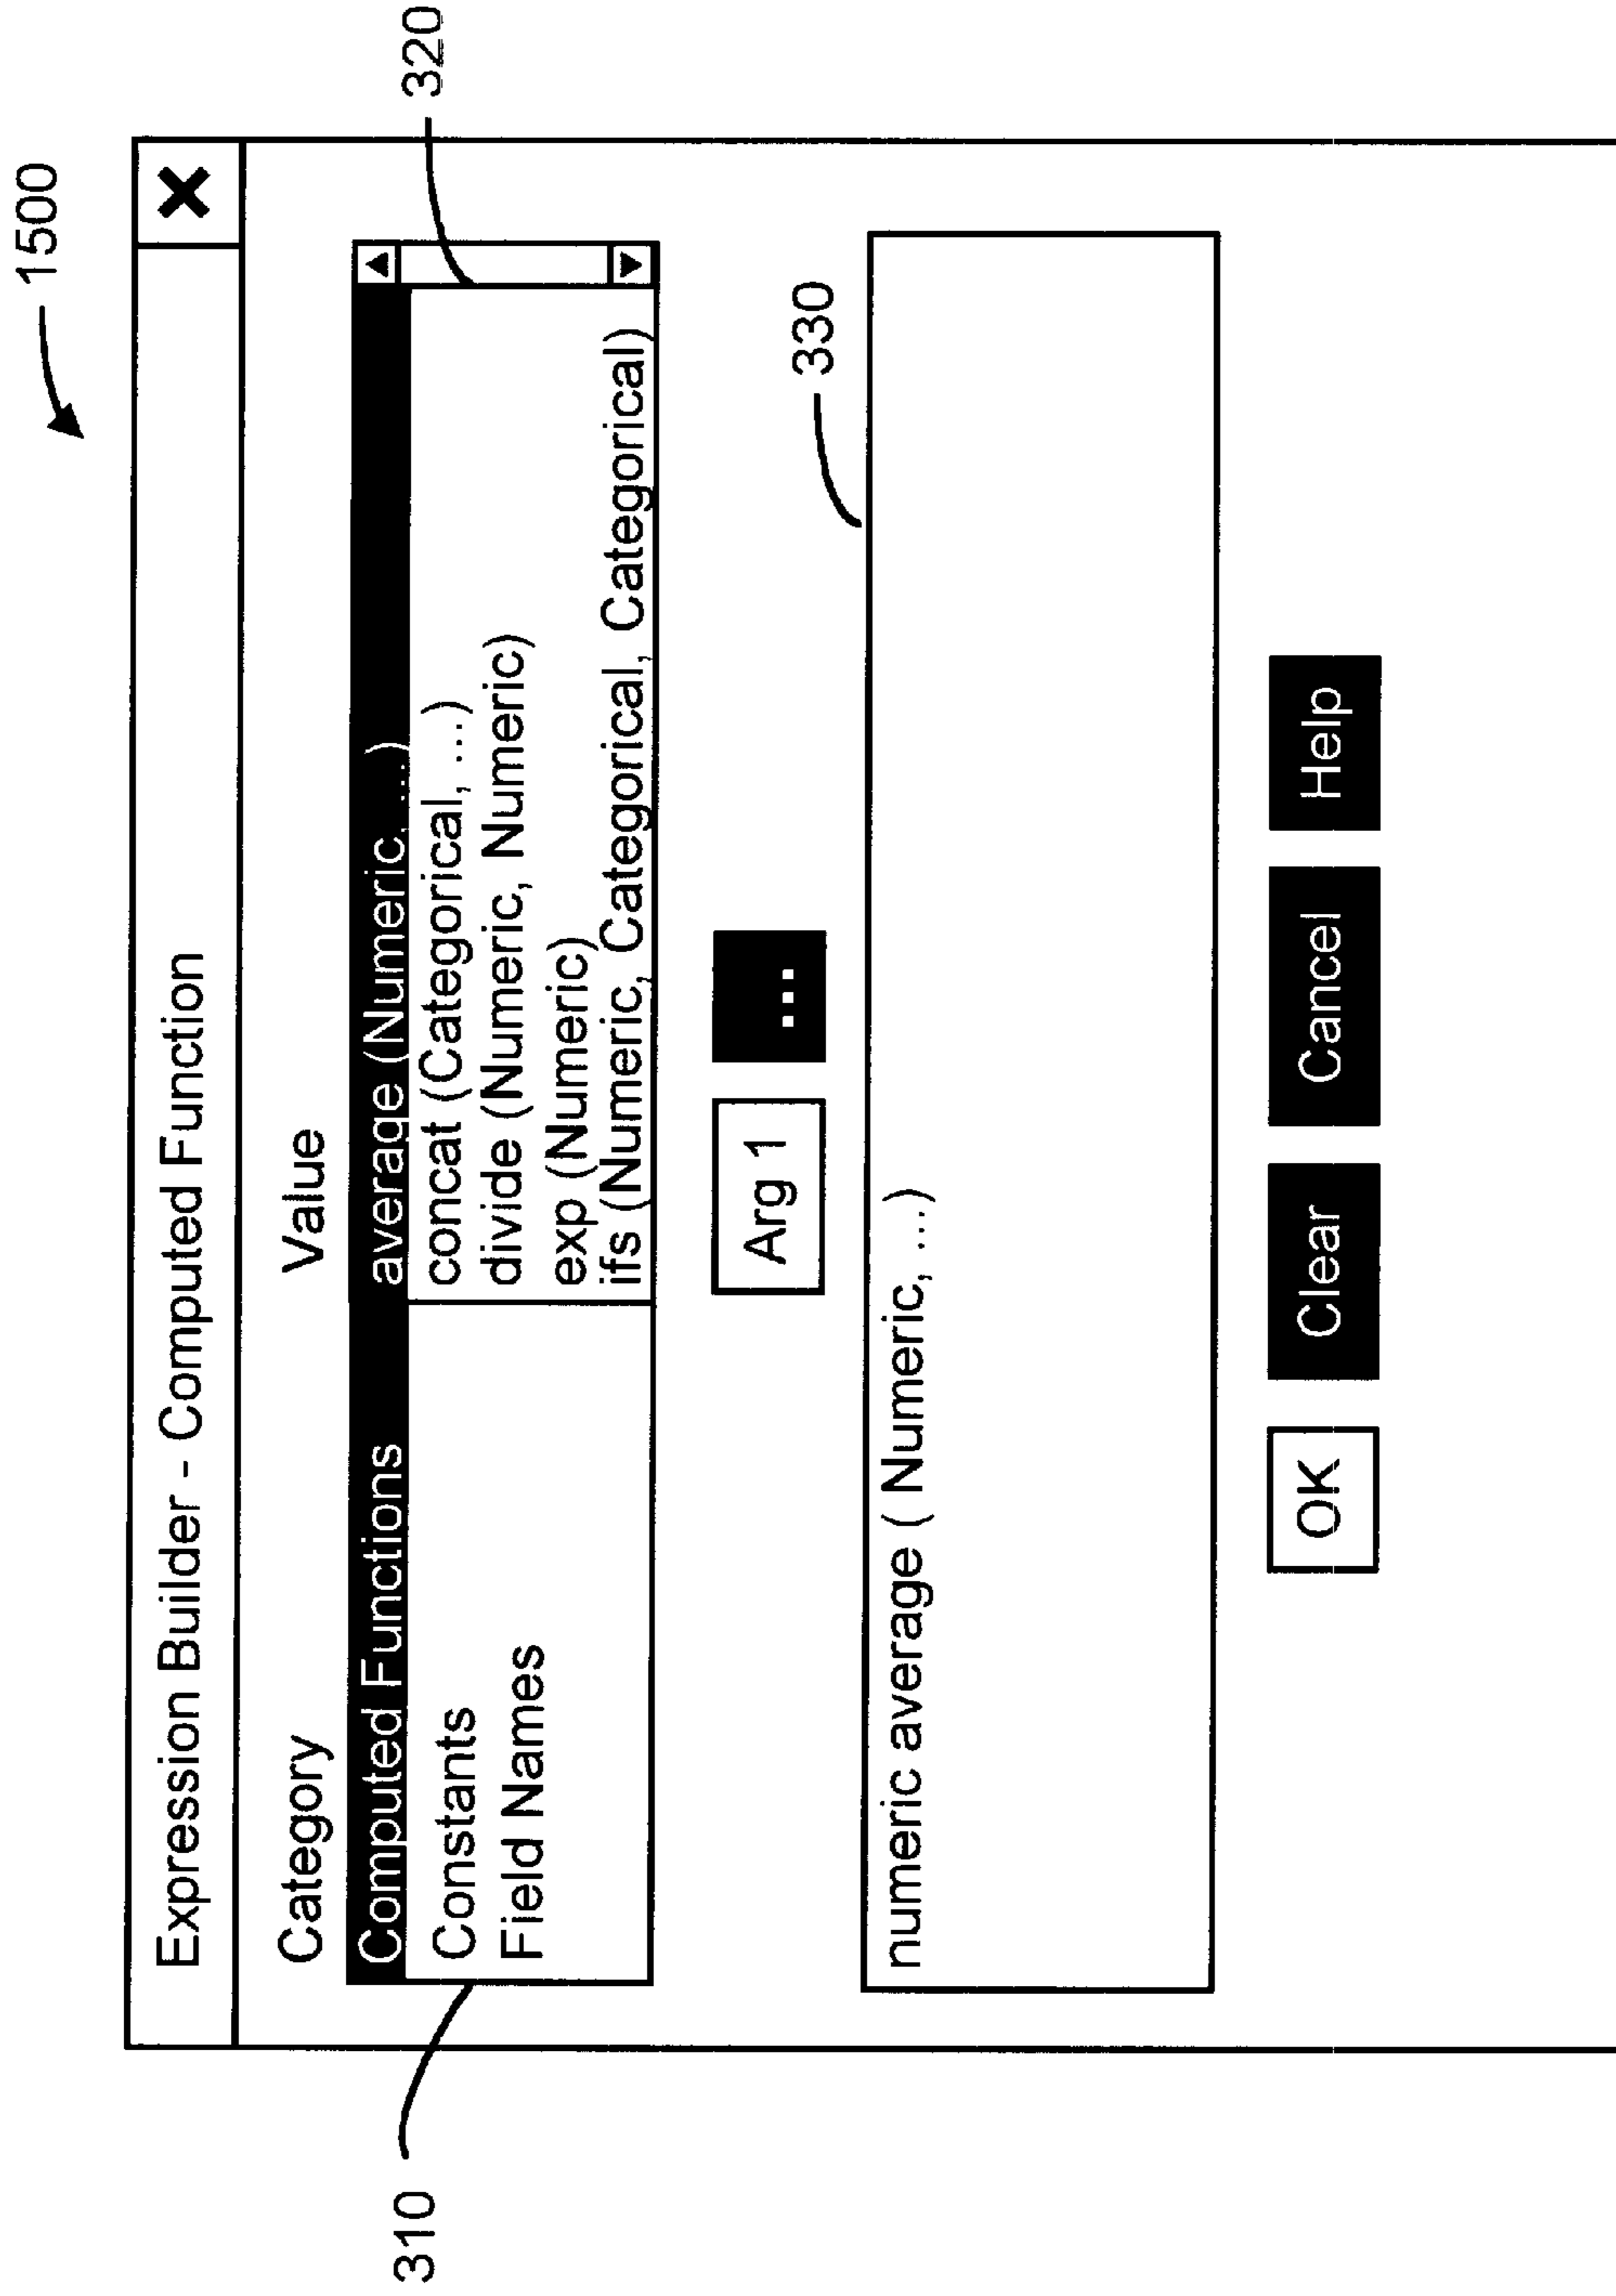 1500
Expression Builder - Computed Function
Category Value
Computed Functions average (Numeric, ...)
Constants concat (Categorical, ...)
Field Names divide (Numeric, Numeric)
exp (Numeric)
ifs (Numeric, Categorical, Categorical)
310
320
Arg 1 ...
330
numeric average ( Numeric, ...)
OK Clear Cancel Help